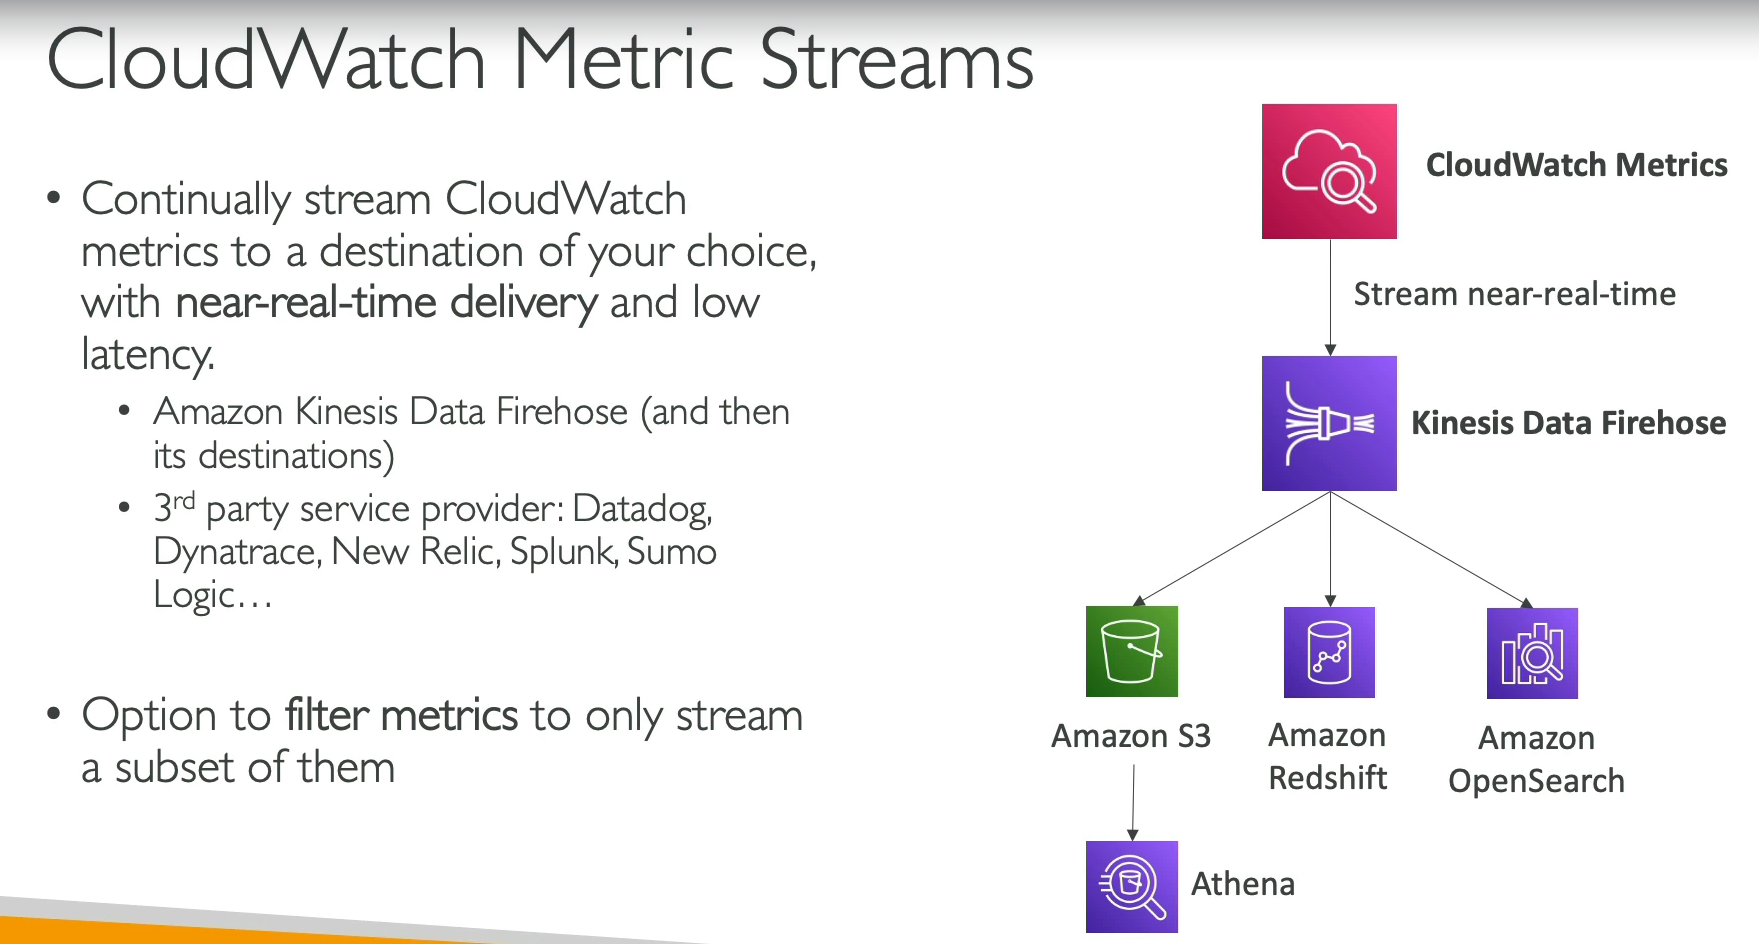 CloudWatch Metric Streams
• Continually stream CloudWatch
metrics to a destination of your choice,
with near-real-time delivery and low
latency.
• Amazon Kinesis Data Firehose (and then
its destinations)
• 3rd party service provider: Datadog,
Dynatrace, New Relic, Splunk, Sumo
Logic…
• Option to filter metrics to only stream
a subset of them
CloudWatch Metrics
Stream near-real-time
Kinesis Data Firehose
Amazon S3
Amazon
Redshift
Amazon
OpenSearch
Athena